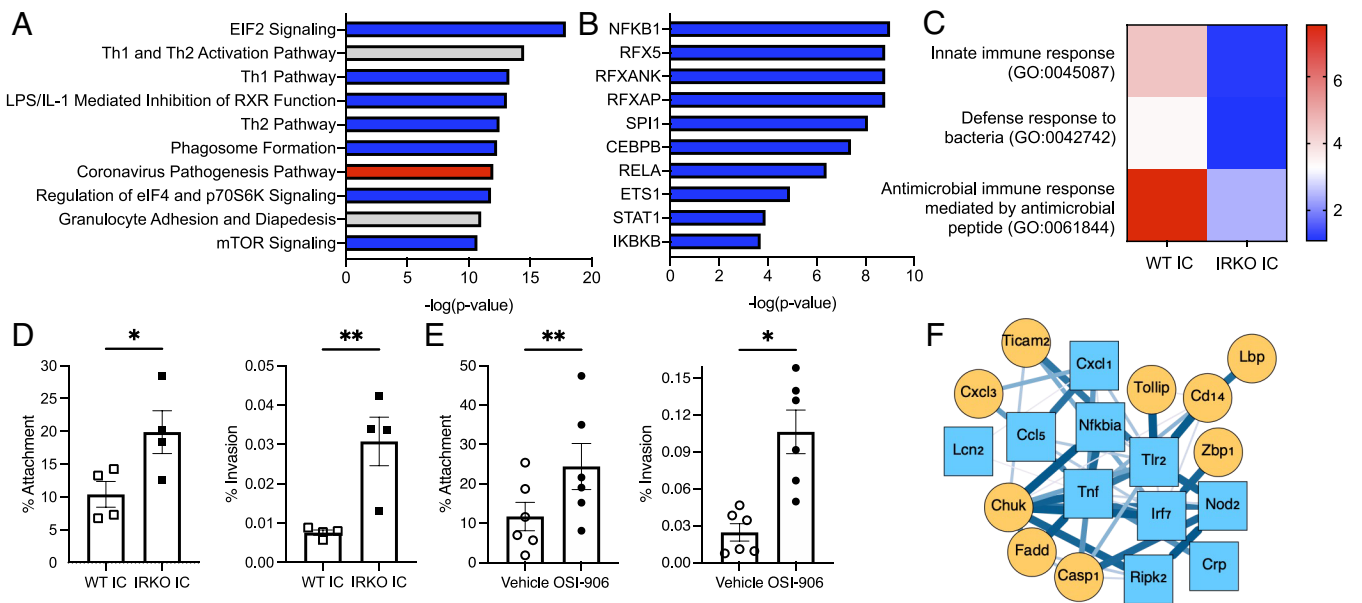 A
EIF2 Signaling
Th1 and Th2 Activation Pathway
Th1 Pathway
LPS/IL-1 Mediated Inhibition of RXR Function
Th2 Pathway
Phagosome Formation
Coronavirus Pathogenesis Pathway
Regulation of eIF4 and p70S6K Signaling
Granulocyte Adhesion and Diapedesis
mTOR Signaling
0 5 10 15 20
-log(p-value)
B
NFKB1
RFX5
RFXANK
RFXAP
SPI1
CEBPB
RELA
ETS1
STAT1
IKBKB
0 2 4 6 8 10
-log(p-value)
C
Innate immune response
(GO:0045087)
Defense response to
bacteria (GO:0042742)
Antimicrobial immune response
mediated by antimicrobial
peptide (GO:0061844)
WT IC IRKO IC
6
4
2
D
*
% Attachment
30
25
20
15
10
5
0
WT IC IRKO IC
**
% Invasion
0.05
0.04
0.03
0.02
0.01
0.00
WT IC IRKO IC
E
**
% Attachment
50
40
30
20
10
0
Vehicle OSI-906
*
% Invasion
0.15
0.12
0.09
0.06
0.03
0.00
Vehicle OSI-906
F
Ticam2
Cxcl1
Lbp
Tollip
Cd14
Cxcl3
Nfkbia
Ccl5
Zbp1
Lcn2
Tlr2
Tnf
Nod2
Chuk
Irf7
Fadd
Crp
Casp1
Ripk2